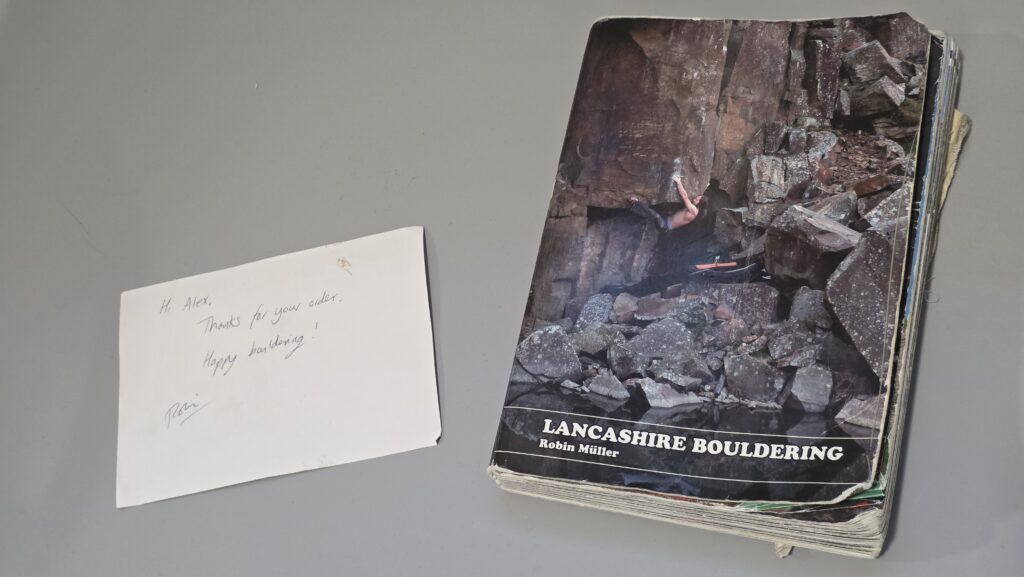 Hi Alex,
Thanks for your order.
Happy bouldering!
Robin
LANCASHIRE BOULDERING
Robin Müller